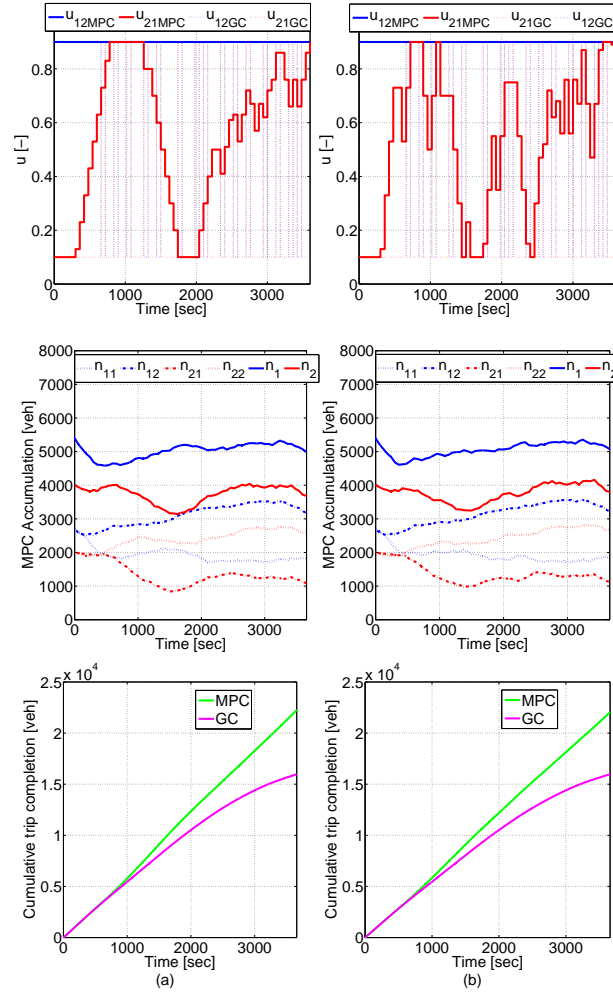 u12MPC u21MPC u12GC u21GC
u [−]
0.8
0.6
0.4
0.2
0
0 1000 2000 3000
Time [sec]
u12MPC u21MPC u21GC u12GC
u [−]
0.8
0.6
0.4
0.2
0
0 1000 2000 3000
Time [sec]
n11 n12 n21 n22 n1 n2
MPC Accumulation [veh]
8000
7000
6000
5000
4000
3000
2000
1000
0
0 1000 2000 3000
Time [sec]
n11 n12 n21 n22 n1 n2
MPC Accumulation [veh]
8000
7000
6000
5000
4000
3000
2000
1000
0
0 1000 2000 3000
Time [sec]
x 10^4
Cumulative trip completion [veh]
2.5
2
1.5
1
0.5
0
MPC
GC
0 1000 2000 3000
Time [sec]
(a)
x 10^4
Cumulative trip completion [veh]
2.5
2
1.5
1
0.5
0
MPC
GC
0 1000 2000 3000
Time [sec]
(b)